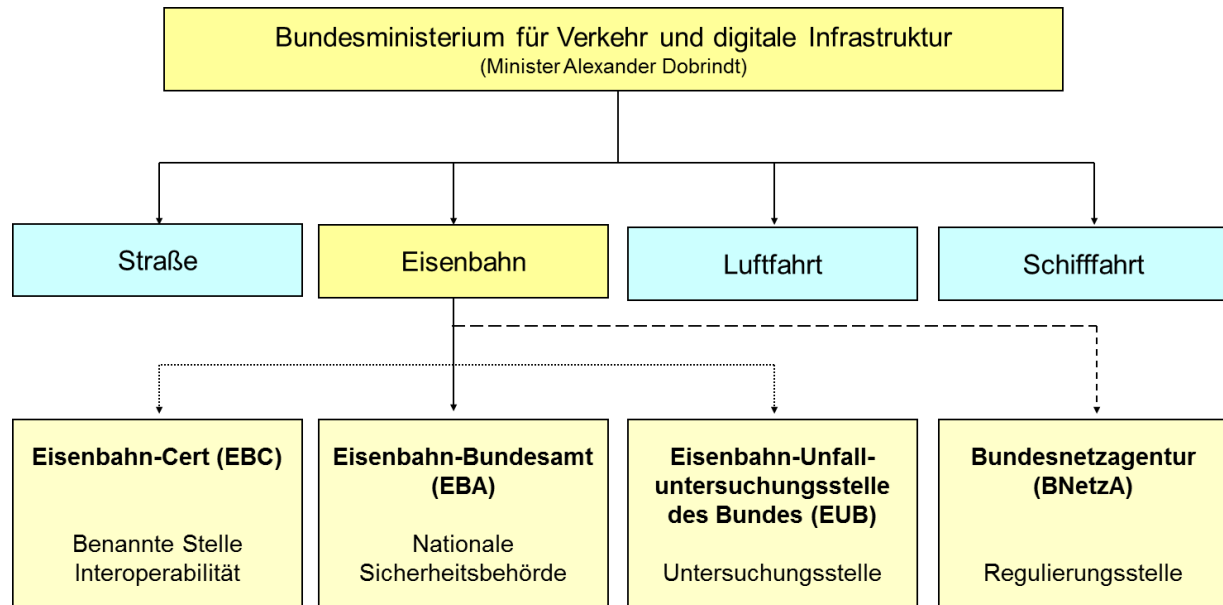 Bundesministerium für Verkehr und digitale Infrastruktur
(Minister Alexander Dobrindt)
Straße
Eisenbahn
Luftfahrt
Schifffahrt
Eisenbahn-Cert (EBC)
Benannte Stelle
Interoperabilität
Eisenbahn-Bundesamt
(EBA)
Nationale
Sicherheitsbehörde
Eisenbahn-Unfall-
untersuchungsstelle
des Bundes (EUB)
Untersuchungsstelle
Bundesnetzagentur
(BNetzA)
Regulierungsstelle